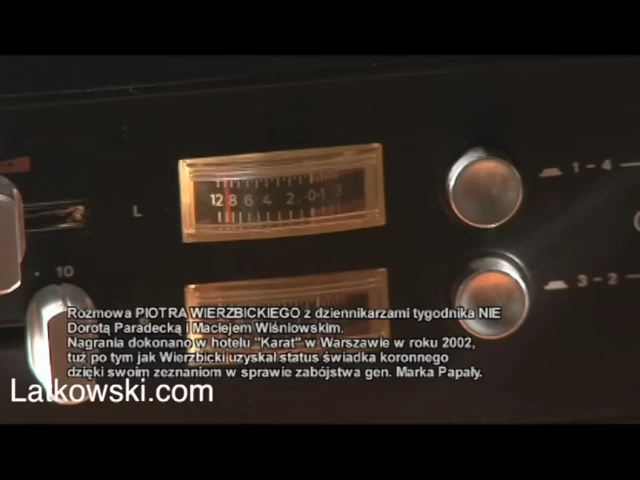 1-4
L
12 8 6 4 2 -0-1 3
10
3-2
Rozmowa PIOTRA WIERZBICKIEGO z dziennikarzami tygodnika NIE
Dorotą Paradecką i Maciejem Wiśniowskim.
Nagrania dokonano w hotelu "Karat" w Warszawie w roku 2002,
tuż po tym jak Wierzbicki uzyskał status świadka koronnego
dzięki swoim zeznaniom w sprawie zabójstwa gen. Marka Papały.
Latkowski.com